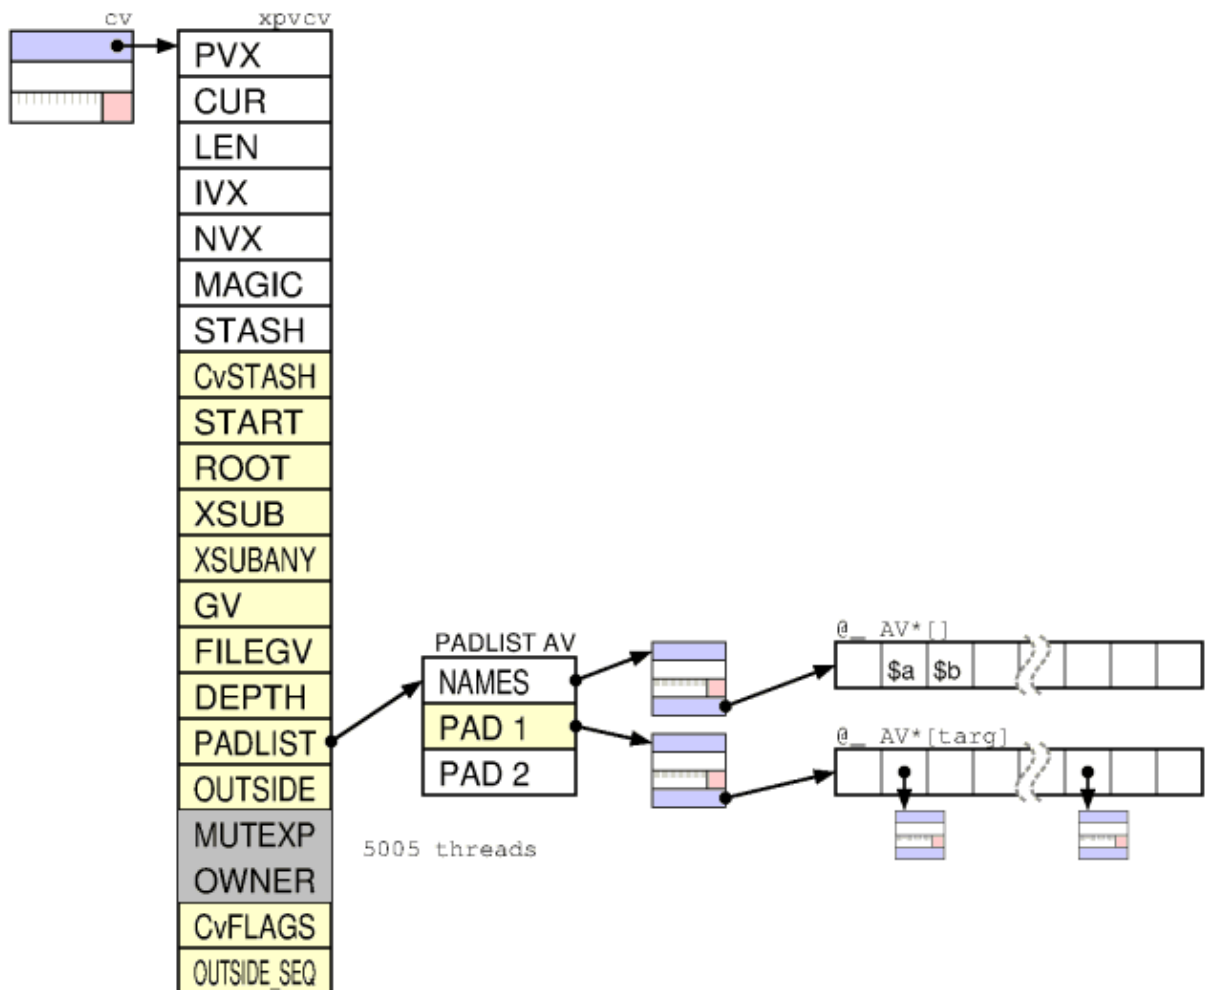 cv
xpvcv
PVX
CUR
LEN
IVX
NVX
MAGIC
STASH
CvSTASH
START
ROOT
XSUB
XSUBANY
GV
FILEGV
DEPTH
PADLIST
OUTSIDE
MUTEXP
OWNER
CvFLAGS
OUTSIDE_SEQ
5005 threads
PADLIST AV
NAMES
PAD 1
PAD 2
@_ AV*[]
$a $b
@_ AV*[targ]